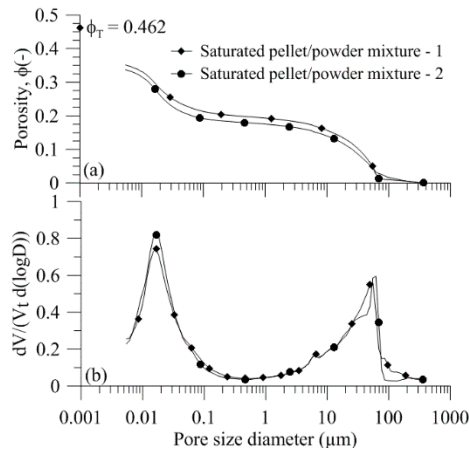 0.5
ϕT = 0.462
0.4
Saturated pellet/powder mixture - 1
0.3
Saturated pellet/powder mixture - 2
0.2
0.1
(a)
0
Porosity, ϕ(-)
1
0.8
0.6
0.4
0.2
(b)
0
dV/(Vt d(logD)
0.001 0.01 0.1 1 10 100 1000
Pore size diameter (µm)